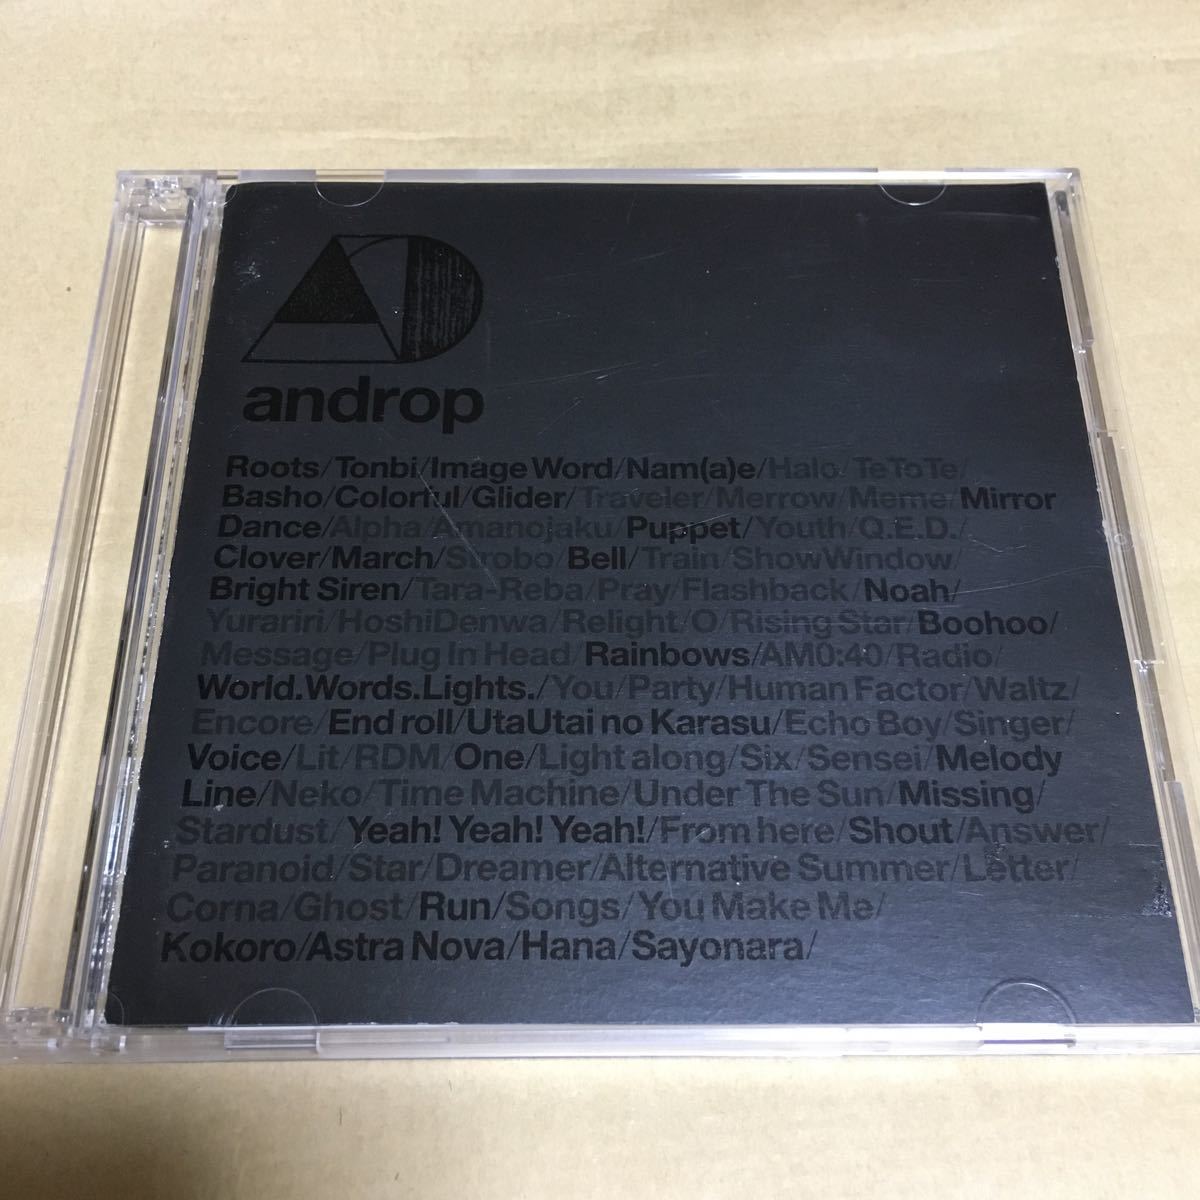 androp
Roots/Tonbi/Image Word/Nam(a)e/Halo/TeToTe/
Basho/Colorful/Glider/Traveler/Merrow/Meme/Mirror
Dance/Alpha/Amanojaku/Puppet/Youth/Q.E.D./
Clover/March/Strobo/Bell/Train/ShowWindow/
Bright Siren/Tara-Reba/Pray/Flashback/Noah/
Yurariri/HoshiDenwa/Relight/O/Rising Star/Boohoo/
Message/Plug In Head/Rainbows/AM0:40/Radio/
World.Words.Lights./You/Party/Human Factor/Waltz/
Encore/End roll/UtaUtai no Karasu/Echo Boy/Singer/
Voice/Lit/RDM/One/Light along/Six/Sensei/Melody
Line/Neko/Time Machine/Under The Sun/Missing/
Stardust/Yeah! Yeah! Yeah!/From here/Shout/Answer/
Paranoid/Star/Dreamer/Alternative Summer/Letter/
Corna/Ghost/Run/Songs/You Make Me/
Kokoro/Astra Nova/Hana/Sayonara/